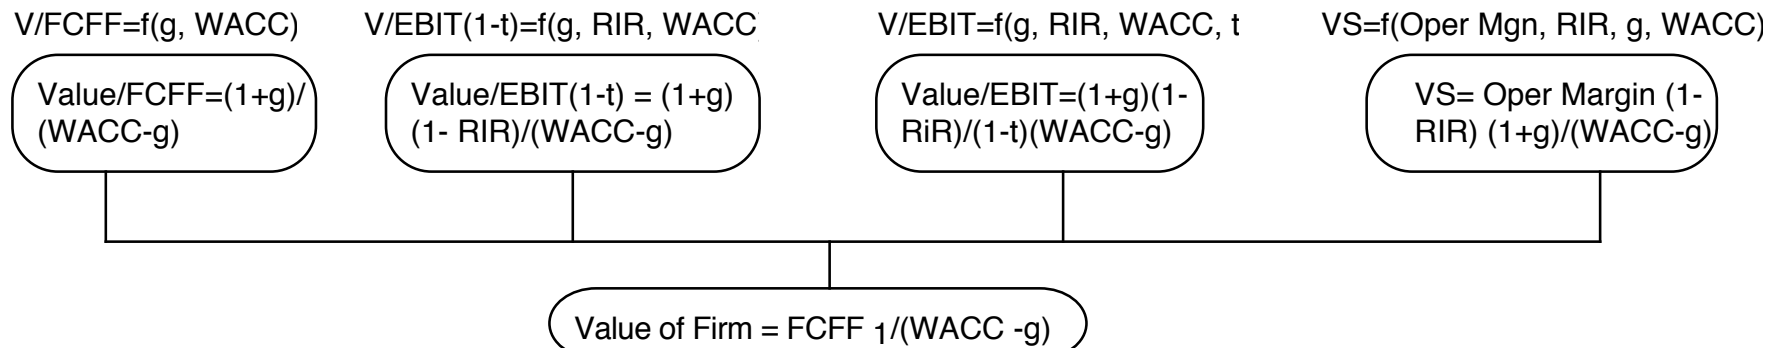 V/FCFF=f(g, WACC)
V/EBIT(1-t)=f(g, RIR, WACC)
V/EBIT=f(g, RIR, WACC, t
VS=f(Oper Mgn, RIR, g, WACC)
Value/FCFF=(1+g)/
(WACC-g)
Value/EBIT(1-t) = (1+g)
(1- RIR)/(WACC-g)
Value/EBIT=(1+g)(1-
RiR)/(1-t)(WACC-g)
VS= Oper Margin (1-
RIR) (1+g)/(WACC-g)
Value of Firm = FCFF 1/(WACC -g)